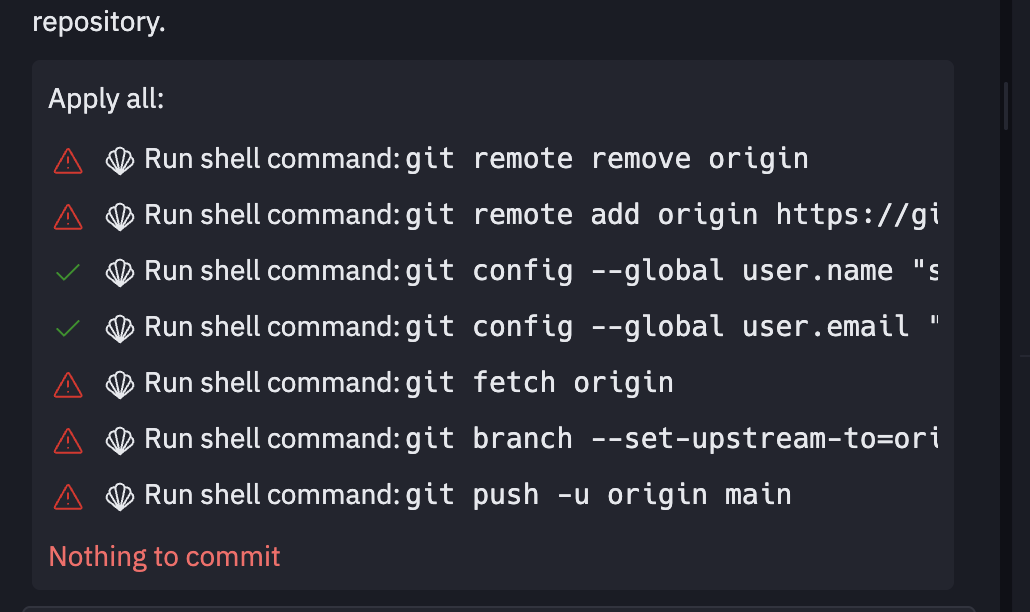 repository.
Apply all:
Run shell command: git remote remove origin
Run shell command: git remote add origin https://gi
Run shell command: git config --global user.name "s
Run shell command: git config --global user.email "
Run shell command: git fetch origin
Run shell command: git branch --set-upstream-to=ori
Run shell command: git push -u origin main
Nothing to commit